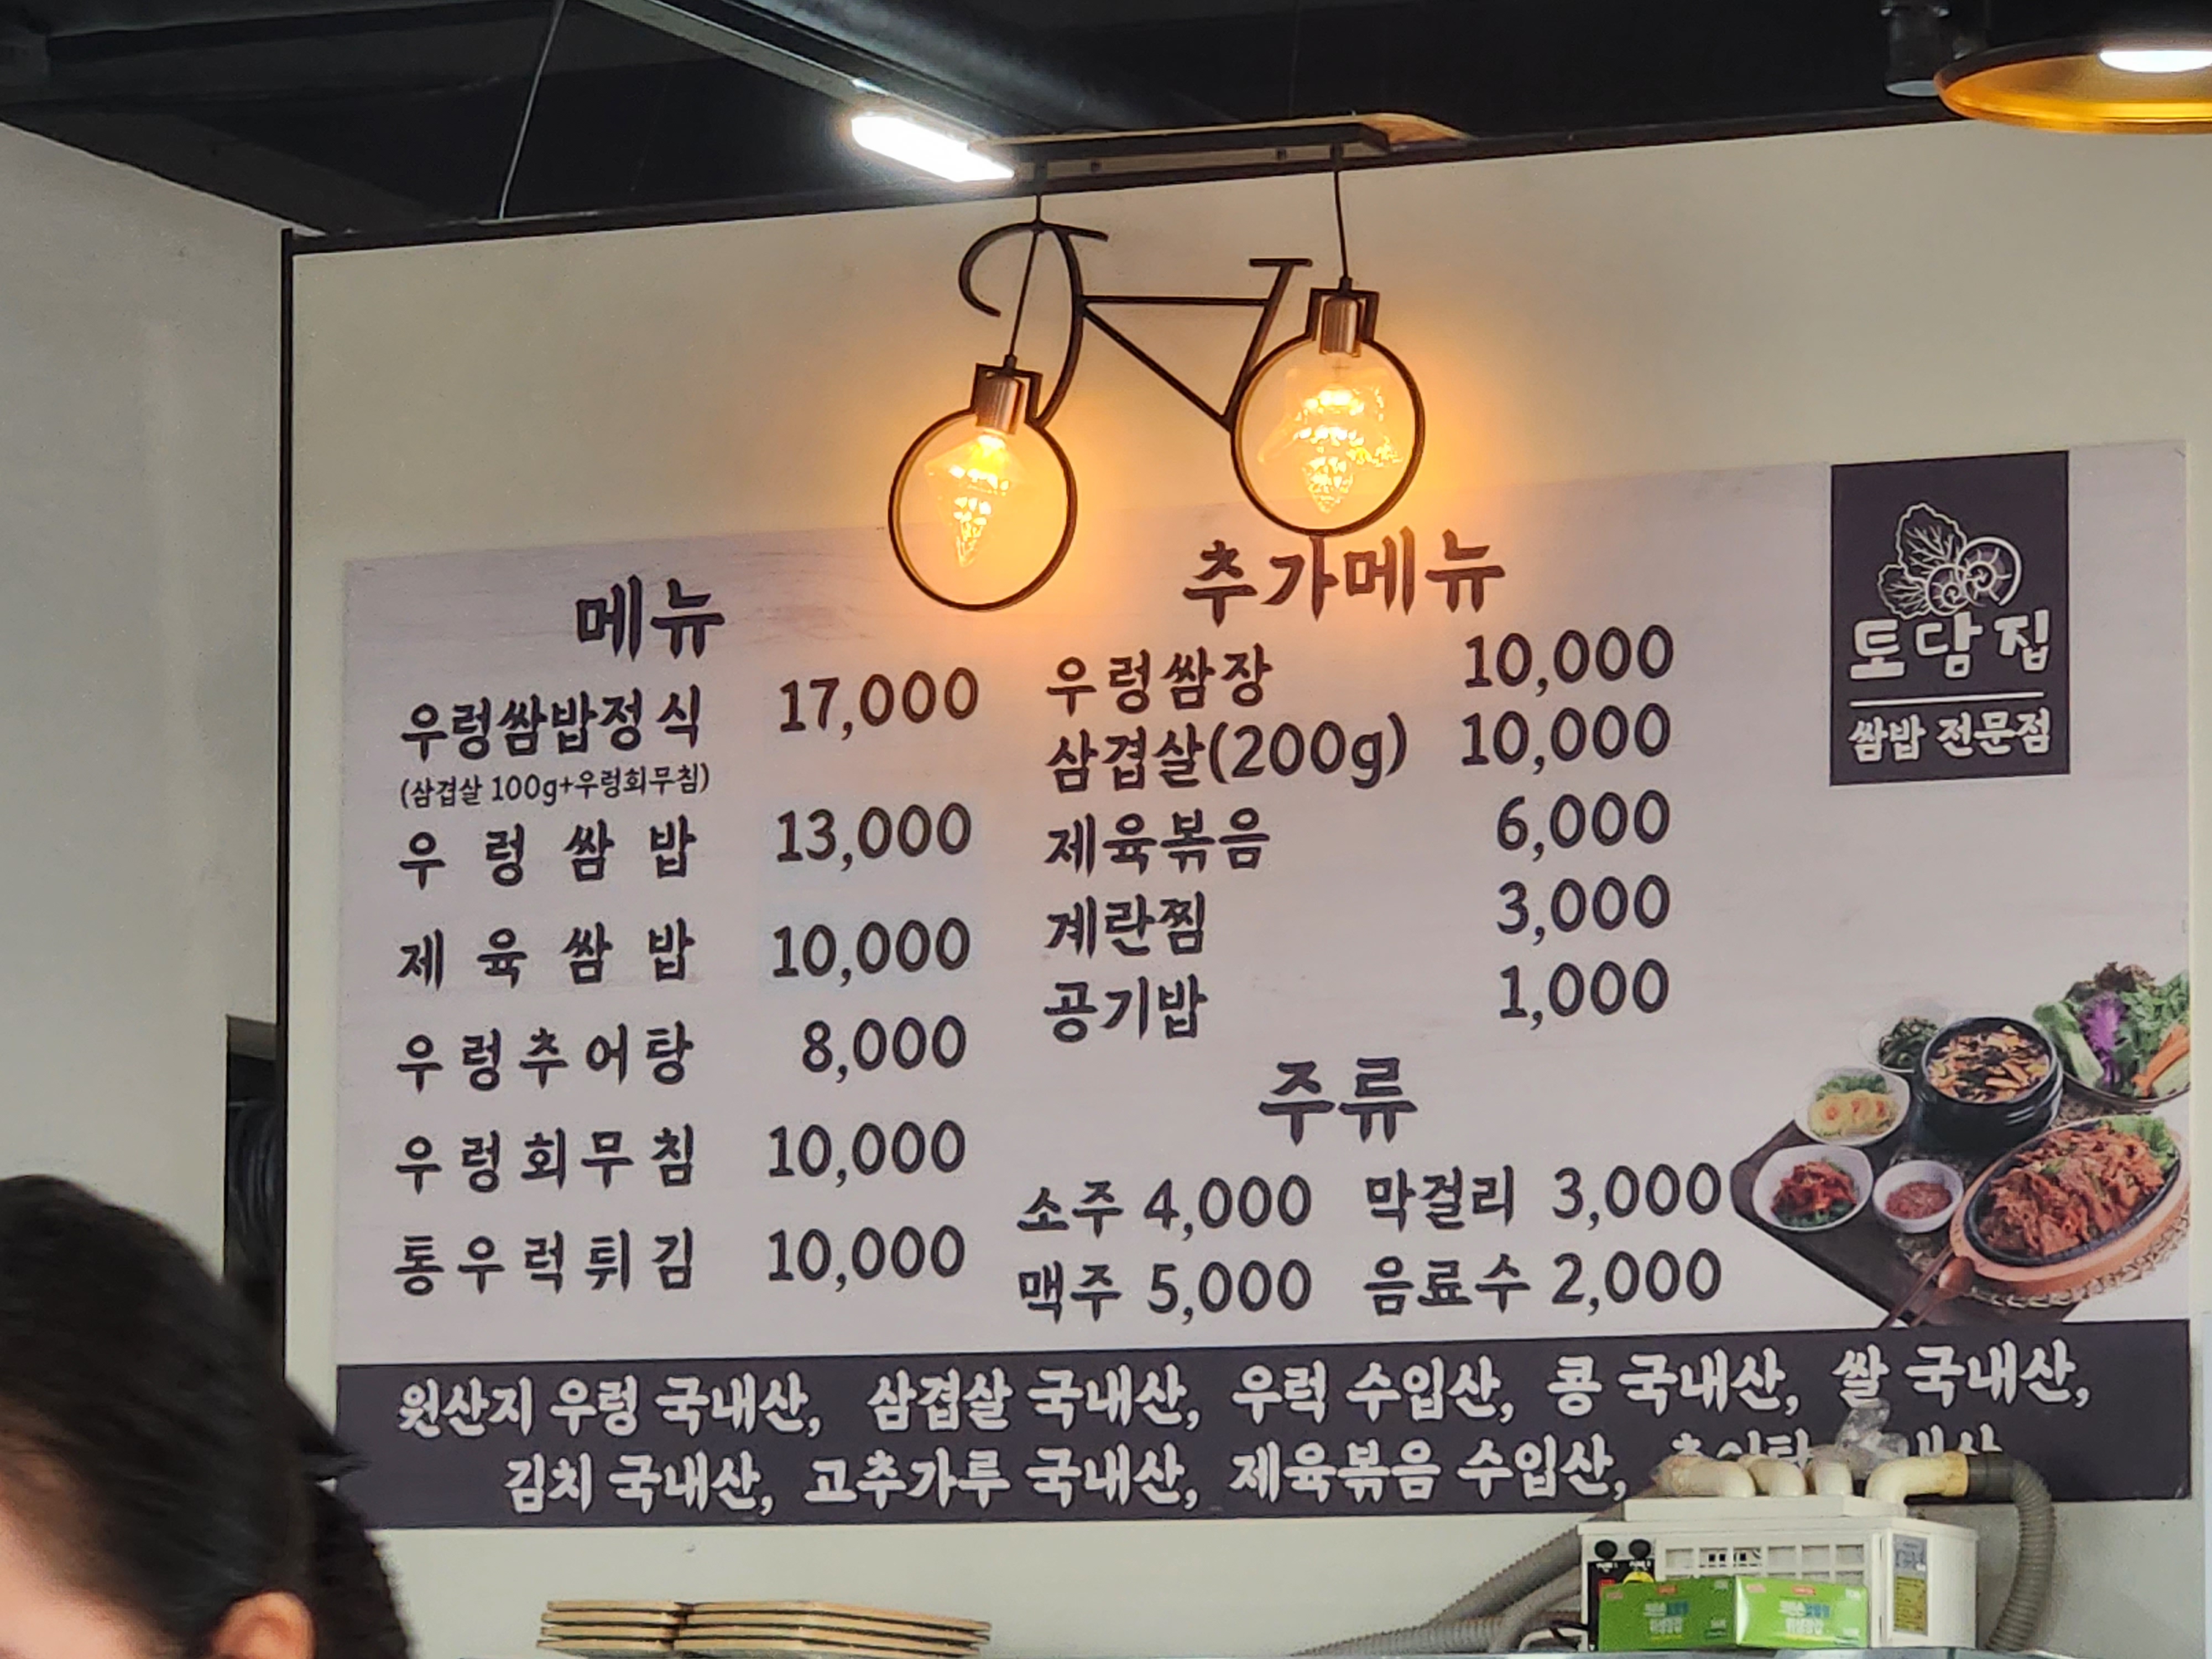 메뉴
우렁쌈밥정식 17,000
(삼겹살 100g+우렁회무침)
우렁쌈밥 13,000
제육쌈밥 10,000
우렁추어탕 8,000
우렁회무침 10,000
통우럭튀김 10,000
추가메뉴
우렁쌈장 10,000
삼겹살(200g) 10,000
제육볶음 6,000
계란찜 3,000
공기밥 1,000
주류
소주 4,000 막걸리 3,000
맥주 5,000 음료수 2,000
토담집
쌈밥 전문점
원산지 우렁 국내산, 삼겹살 국내산, 우럭 수입산, 콩 국내산, 쌀 국내산,
김치 국내산, 고추가루 국내산, 제육볶음 수입산,